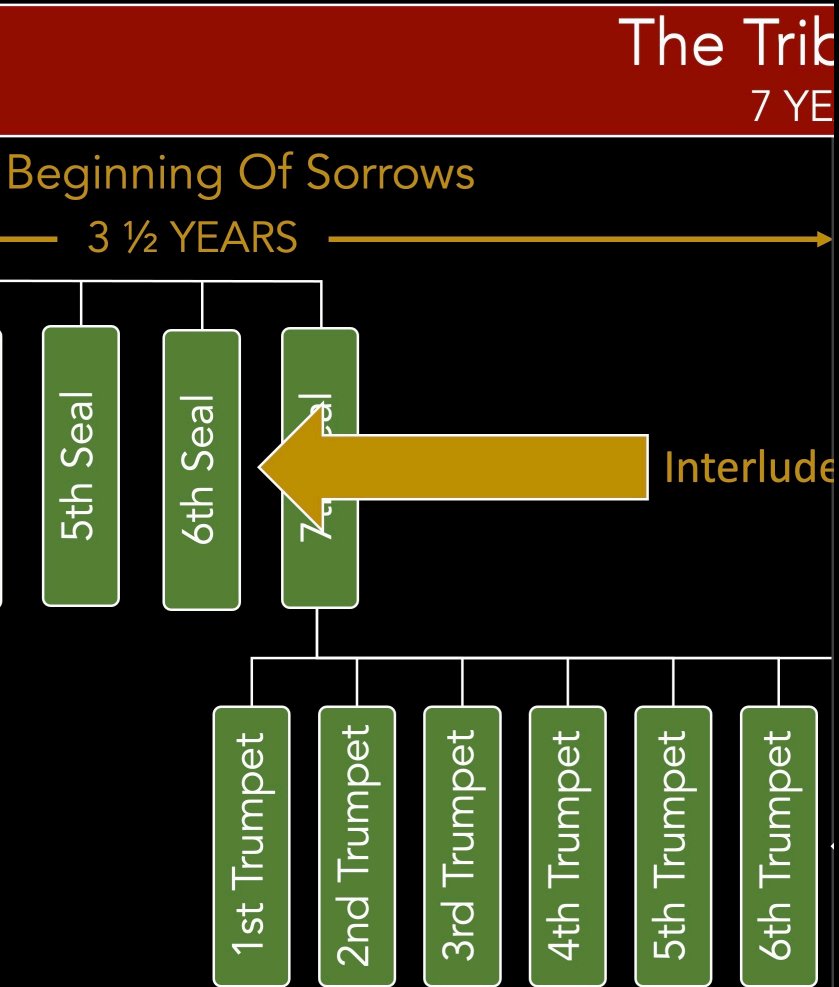 The Trib
7 YE
Beginning Of Sorrows
3 ½ YEARS
5th Seal
6th Seal
Interlude
1st Trumpet
2nd Trumpet
3rd Trumpet
4th Trumpet
5th Trumpet
6th Trumpet